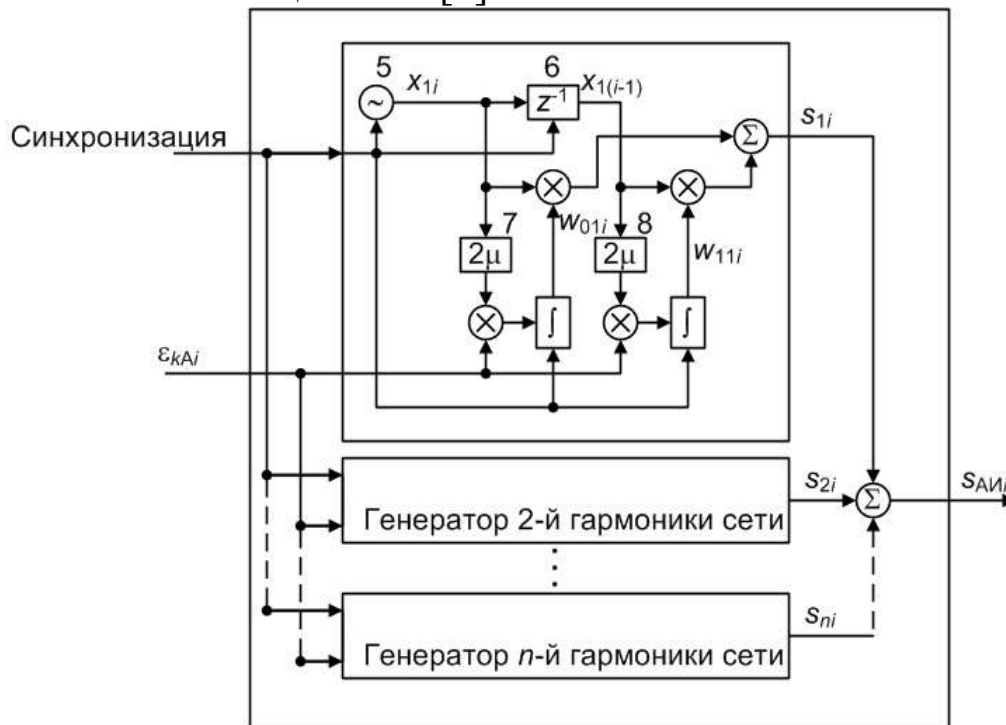 5
6
x1i
x1(i-1)
~
z-1
s1i
Σ
Синхронизация
×
×
7
w01i
8
2μ
2μ
w11i
×
∫
×
∫
εkAi
s2i
Генератор 2-й гармоники сети
Σ
sАИi
sni
Генератор n-й гармоники сети